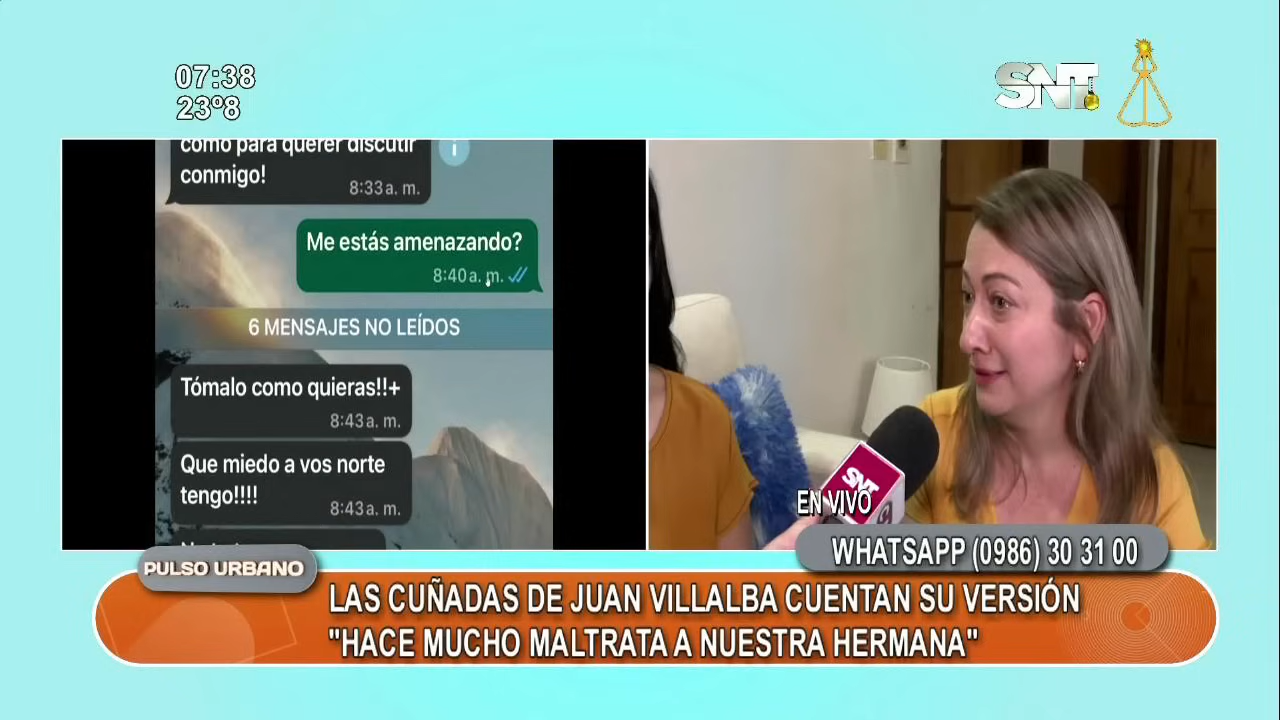 07:38
23º8
SNT
como para querer discutir
conmigo!
8:33 a. m.
Me estás amenazando?
8:40 a. m.
6 MENSAJES NO LEÍDOS
Tómalo como quieras!!+
8:43 a. m.
Que miedo a vos norte
tengo!!!!
8:43 a. m.
SNT
EN VIVO
WHATSAPP (0986) 30 31 00
PULSO URBANO
LAS CUÑADAS DE JUAN VILLALBA CUENTAN SU VERSIÓN
"HACE MUCHO MALTRATA A NUESTRA HERMANA"